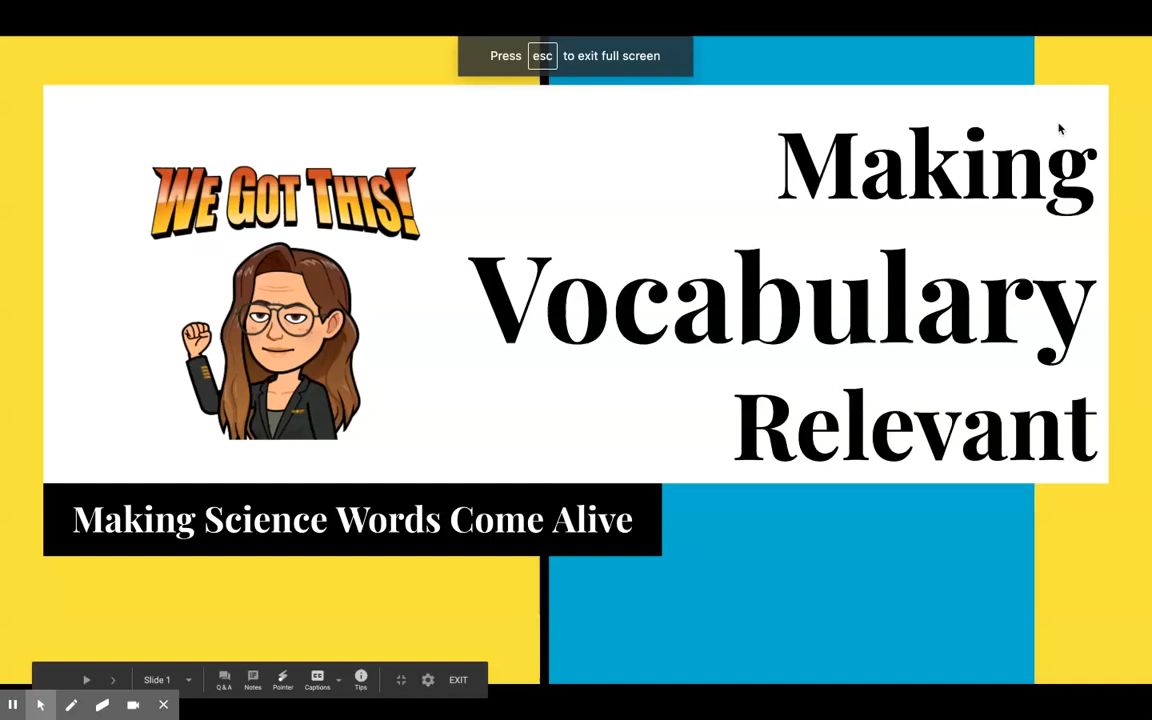 Press esc to exit full screen
WE GOT THIS!
Making
Vocabulary
Relevant
Making Science Words Come Alive
Slide 1
Q & A Notes Pointer CC Captions Tips EXIT